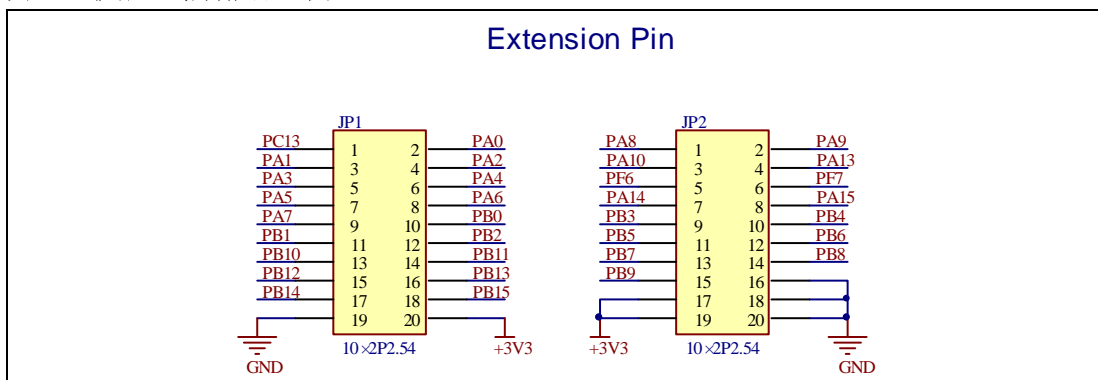 Extension Pin
JP1
PC13 1 2 PA0
PA1 3 4 PA2
PA3 5 6 PA4
PA5 7 8 PA6
PA7 9 10 PB0
PB1 11 12 PB2
PB10 13 14 PB11
PB12 15 16 PB13
PB14 17 18 PB15
19 20
10×2P2.54
GND
+3V3
JP2
PA8 1 2 PA9
PA10 3 4 PA13
PF6 5 6 PF7
PA14 7 8 PA15
PB3 9 10 PB4
PB5 11 12 PB6
PB7 13 14 PB8
PB9 15 16
17 18
19 20
+3V3
10×2P2.54
GND